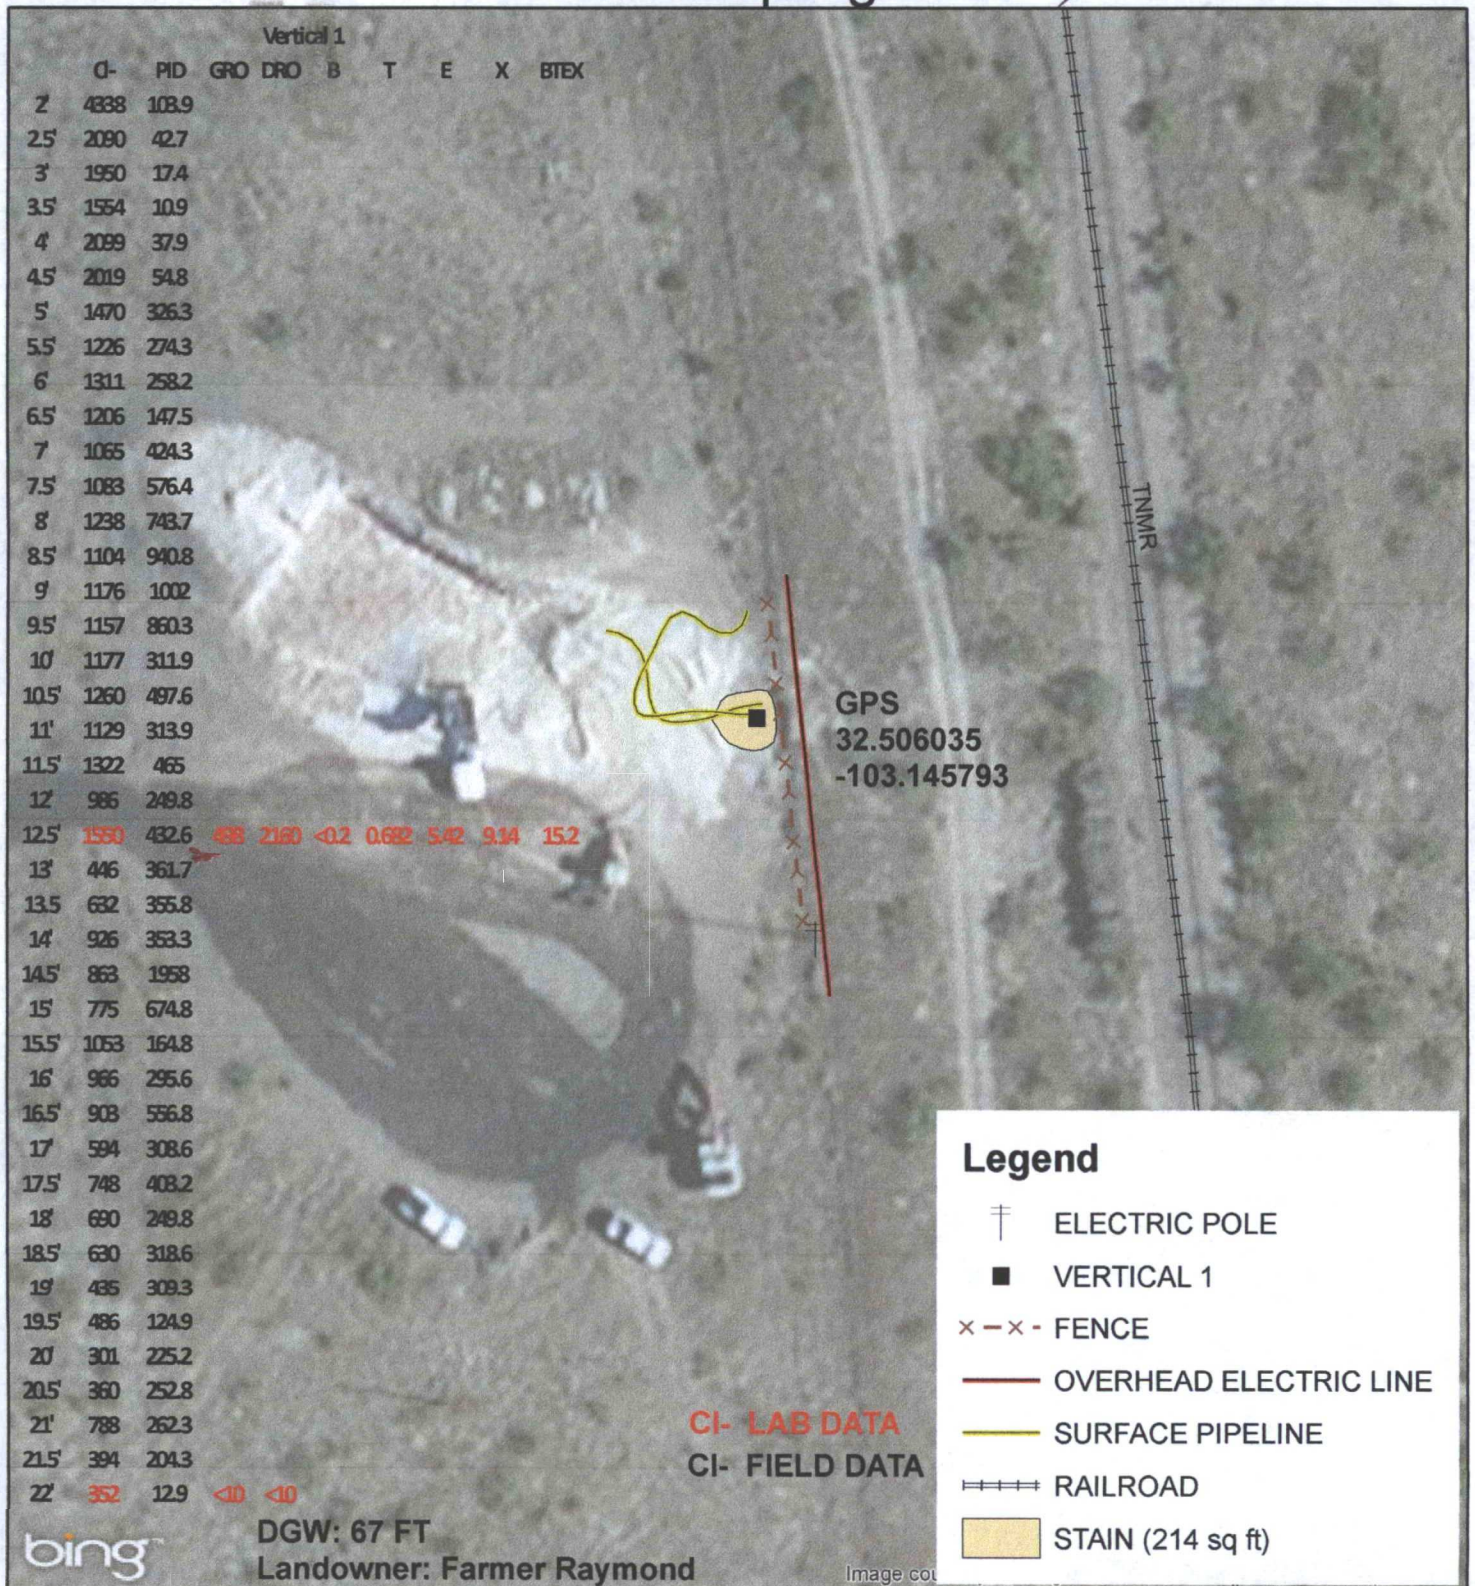 Vertical 1
Cl- PID GRO DRO B T E X BTEX
2' 4338 103.9
2.5' 2090 42.7
3' 1950 17.4
3.5' 1554 10.9
4' 2099 37.9
4.5' 2019 54.8
5' 1470 326.3
5.5' 1226 274.3
6' 1311 258.2
6.5' 1206 147.5
7' 1065 424.3
7.5' 1083 576.4
8' 1238 743.7
8.5' 1104 940.8
9' 1176 1002
9.5' 1157 860.3
10' 1177 311.9
10.5' 1260 497.6
11' 1129 313.9
11.5' 1322 465
12' 986 249.8
12.5' 1550 432.6 2160 <0.2 0.682 5.42 9.14 15.2
13' 446 361.7
13.5 632 355.8
14' 926 353.3
14.5' 863 1958
15' 775 674.8
15.5' 1053 164.8
16' 966 295.6
16.5' 903 556.8
17' 594 308.6
17.5' 748 403.2
18' 690 249.8
18.5' 630 318.6
19' 435 309.3
19.5' 486 124.9
20' 301 225.2
20.5' 360 252.8
21' 788 262.3
21.5' 394 204.3
22' 352 12.9 <10 <10
TNMR
GPS
32.506035
-103.145793
Cl- LAB DATA
Cl- FIELD DATA
DGW: 67 FT
Landowner: Farmer Raymond
bing
Image
Legend
ELECTRIC POLE
VERTICAL 1
FENCE
OVERHEAD ELECTRIC LINE
SURFACE PIPELINE
RAILROAD
STAIN (214 sq ft)